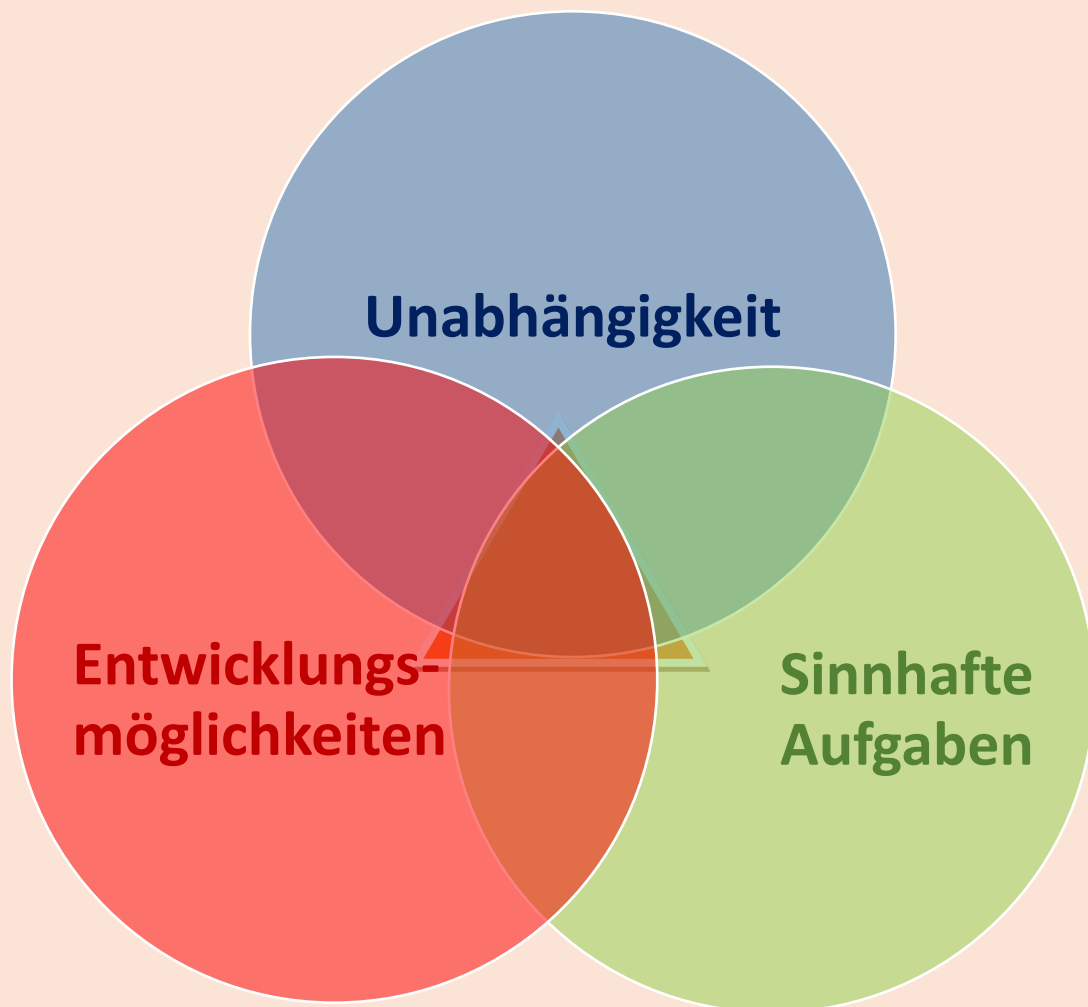 Unabhängigkeit
Entwicklungs-
möglichkeiten
Sinnhafte
Aufgaben